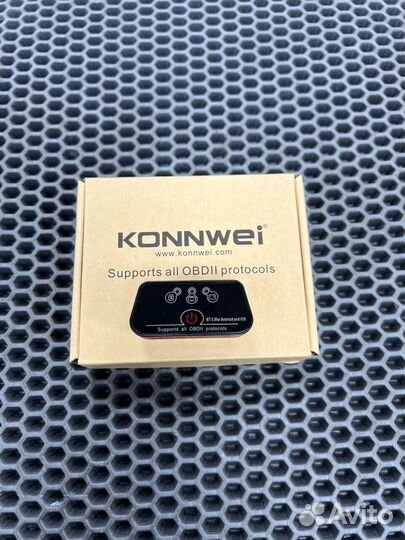 KONNWEI
www.konnwei.com
Supports all OBDII protocols
BT 5.0for Android and IOS
Supports all OBDII protocols
Avito